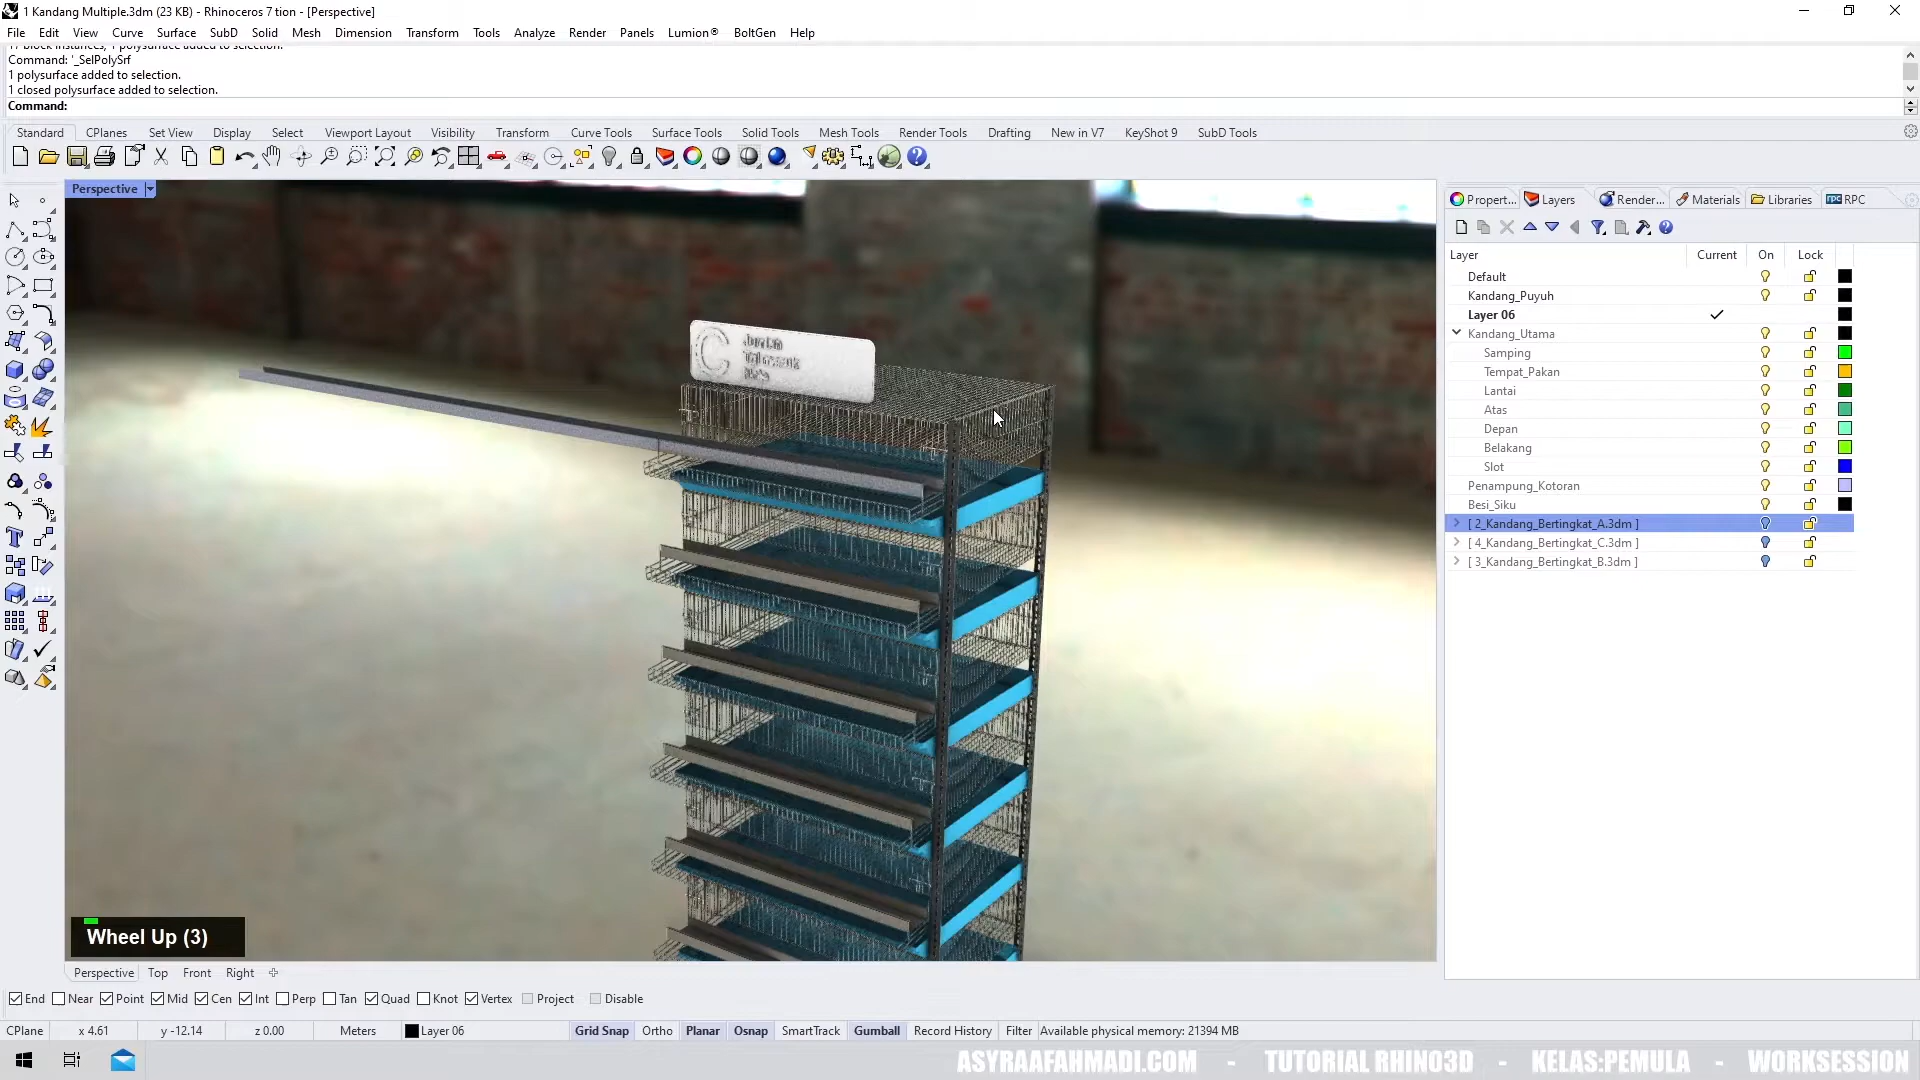 1 Kandang Multiple.3dm (23 KB) - Rhinoceros 7 tion - [Perspective]
File Edit View Curve Surface SubD Solid Mesh Dimension Transform Tools Analyze Render Panels Lumion® BoltGen Help
17 block instances, 1 polysurface added to selection.
Command: '_SelPolySrf
1 polysurface added to selection.
1 closed polysurface added to selection.
Command:
Standard CPlanes Set View Display Select Viewport Layout Visibility Transform Curve Tools Surface Tools Solid Tools Mesh Tools Render Tools Drafting New in V7 KeyShot 9 SubD Tools
Perspective
Propert... Layers Render... Materials Libraries RPC
Layer Current On Lock
Default
Kandang_Puyuh
Layer 06
Kandang_Utama
Samping
Tempat_Pakan
Lantai
Atas
Depan
Belakang
Slot
Penampung_Kotoran
Besi_Siku
[ 2_Kandang_Bertingkat_A.3dm ]
[ 4_Kandang_Bertingkat_C.3dm ]
[ 3_Kandang_Bertingkat_B.3dm ]
Wheel Up (3)
Perspective Top Front Right
End Near Point Mid Cen Int Perp Tan Quad Knot Vertex Project Disable
CPlane x 4.61 y -12.14 z 0.00 Meters Layer 06 Grid Snap Ortho Planar Osnap SmartTrack Gumball Record History Filter Available physical memory: 21394 MB
ASYRAAFAHMADI.COM - TUTORIAL RHINO3D - KELAS:PEMULA - WORKSESSION